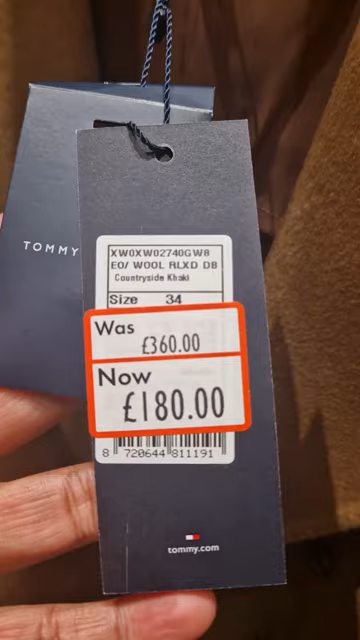 TOMMY
XW0XW02740GW8
EO/ WOOL RLXD DB
Countryside Khaki
Size 34
Was
£360.00
Now
£180.00
8 720644 811191
tommy.com